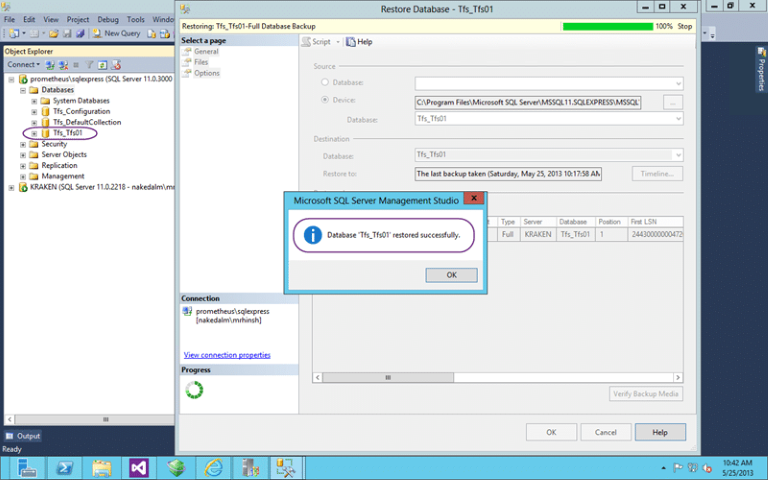 Restore Database - Tfs_Tfs01
File Edit View Project Debug Tools Window
New Query
Object Explorer
Connect
prometheus\sqlexpress (SQL Server 11.0.3000
Databases
System Databases
Tfs_Configuration
Tfs_DefaultCollection
Tfs_Tfs01
Security
Server Objects
Replication
Management
KRAKEN (SQL Server 11.0.2218 - nakedalm\mr
Output
Ready
Restoring: Tfs_Tfs01-Full Database Backup
100% Stop
Select a page
General
Files
Options
Script Help
Source
Database:
Device: C:\Program Files\Microsoft SQL Server\MSSQL11.SQLEXPRESS\MSSQL\
...
Database: Tfs_Tfs01
Destination
Database: Tfs_Tfs01
Restore to: The last backup taken (Saturday, May 25, 2013 10:17:58 AM
Timeline...
Type Server Database Position First LSN
Full KRAKEN Tfs_Tfs01 1
Microsoft SQL Server Management Studio
Database 'Tfs_Tfs01' restored successfully.
OK
Connection
prometheus\sqlexpress
[nakedalm\mrhinsh]
View connection properties
Progress
Verify Backup Media
OK Cancel Help
Properties
10:42 AM
5/25/2013